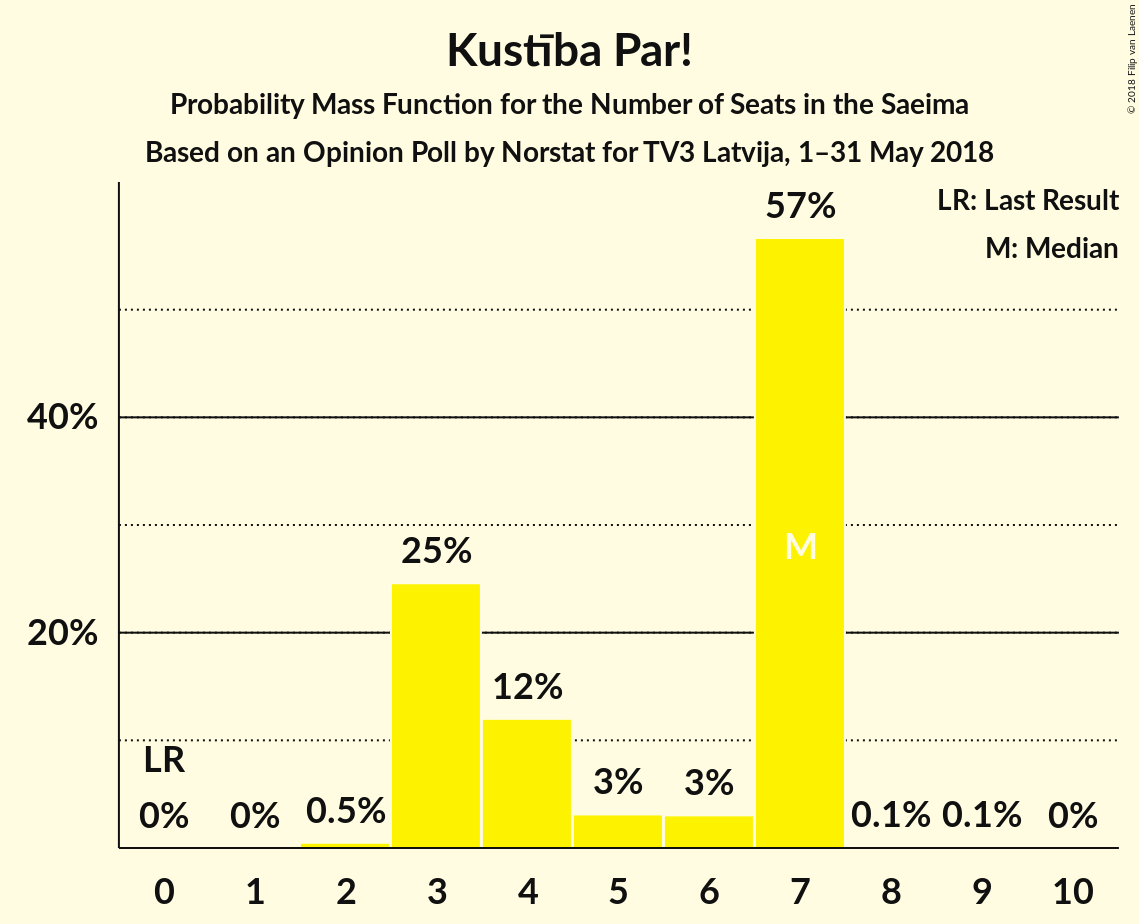 Kustība Par!
Probability Mass Function for the Number of Seats in the Saeima
Based on an Opinion Poll by Norstat for TV3 Latvija, 1–31 May 2018
© 2018 Filip van Laenen
LR: Last Result
M: Median
57%
40%
M
25%
20%
12%
LR
0% 0% 0.5% 3% 3% 0.1% 0.1% 0%
0 1 2 3 4 5 6 7 8 9 10